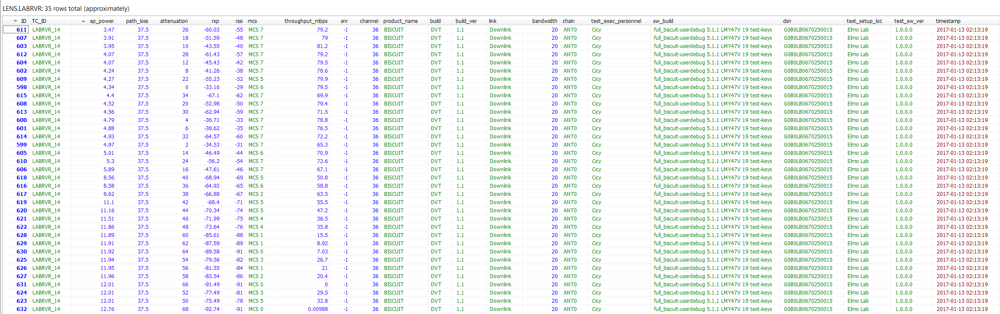 LENS.LABRVR: 35 rows total (approximately)
ID TC_ID ap_power path_loss attenuation rxp rssi mcs throughput_mbps snr channel product_name build build_ver link bandwidth chain test_exec_personnel sw_build dsn test_setup_loc test_sw_ver timestamp
611 LABRVR_14 3.47 37.5 26 -60.03 -55 MCS 7 79.2 -1 36 BISCUIT DVT 1.1 Downlink 20 ANT0 Cicy full_biscuit-userdebug 5.1.1 LMY47V 19 test-keys G0B0LB0670250015 Elmo Lab 1.0.0.0 2017-01-13 02:13:19
607 LABRVR_14 3.91 37.5 18 -51.59 -48 MCS 7 79 -1 36 BISCUIT DVT 1.1 Downlink 20 ANT0 Cicy full_biscuit-userdebug 5.1.1 LMY47V 19 test-keys G0B0LB0670250015 Elmo Lab 1.0.0.0 2017-01-13 02:13:19
603 LABRVR_14 3.95 37.5 10 -43.55 -40 MCS 7 81.2 -1 36 BISCUIT DVT 1.1 Downlink 20 ANT0 Cicy full_biscuit-userdebug 5.1.1 LMY47V 19 test-keys G0B0LB0670250015 Elmo Lab 1.0.0.0 2017-01-13 02:13:19
612 LABRVR_14 4.07 37.5 28 -61.43 -57 MCS 7 79.2 -1 36 BISCUIT DVT 1.1 Downlink 20 ANT0 Cicy full_biscuit-userdebug 5.1.1 LMY47V 19 test-keys G0B0LB0670250015 Elmo Lab 1.0.0.0 2017-01-13 02:13:19
604 LABRVR_14 4.07 37.5 12 -45.43 -42 MCS 7 79.5 -1 36 BISCUIT DVT 1.1 Downlink 20 ANT0 Cicy full_biscuit-userdebug 5.1.1 LMY47V 19 test-keys G0B0LB0670250015 Elmo Lab 1.0.0.0 2017-01-13 02:13:19
602 LABRVR_14 4.24 37.5 8 -41.26 -38 MCS 7 78.6 -1 36 BISCUIT DVT 1.1 Downlink 20 ANT0 Cicy full_biscuit-userdebug 5.1.1 LMY47V 19 test-keys G0B0LB0670250015 Elmo Lab 1.0.0.0 2017-01-13 02:13:19
609 LABRVR_14 4.27 37.5 22 -55.23 -52 MCS 5 79.9 -1 36 BISCUIT DVT 1.1 Downlink 20 ANT0 Cicy full_biscuit-userdebug 5.1.1 LMY47V 19 test-keys G0B0LB0670250015 Elmo Lab 1.0.0.0 2017-01-13 02:13:19
598 LABRVR_14 4.34 37.5 0 -33.16 -29 MCS 6 79.5 -1 36 BISCUIT DVT 1.1 Downlink 20 ANT0 Cicy full_biscuit-userdebug 5.1.1 LMY47V 19 test-keys G0B0LB0670250015 Elmo Lab 1.0.0.0 2017-01-13 02:13:19
615 LABRVR_14 4.4 37.5 34 -67.1 -62 MCS 7 69.9 -1 36 BISCUIT DVT 1.1 Downlink 20 ANT0 Cicy full_biscuit-userdebug 5.1.1 LMY47V 19 test-keys G0B0LB0670250015 Elmo Lab 1.0.0.0 2017-01-13 02:13:19
608 LABRVR_14 4.52 37.5 20 -52.98 -50 MCS 7 79.4 -1 36 BISCUIT DVT 1.1 Downlink 20 ANT0 Cicy full_biscuit-userdebug 5.1.1 LMY47V 19 test-keys G0B0LB0670250015 Elmo Lab 1.0.0.0 2017-01-13 02:13:19
613 LABRVR_14 4.56 37.5 30 -62.94 -59 MCS 7 71.5 -1 36 BISCUIT DVT 1.1 Downlink 20 ANT0 Cicy full_biscuit-userdebug 5.1.1 LMY47V 19 test-keys G0B0LB0670250015 Elmo Lab 1.0.0.0 2017-01-13 02:13:19
600 LABRVR_14 4.79 37.5 4 -36.71 -33 MCS 7 78.8 -1 36 BISCUIT DVT 1.1 Downlink 20 ANT0 Cicy full_biscuit-userdebug 5.1.1 LMY47V 19 test-keys G0B0LB0670250015 Elmo Lab 1.0.0.0 2017-01-13 02:13:19
601 LABRVR_14 4.88 37.5 6 -38.62 -35 MCS 7 76.5 -1 36 BISCUIT DVT 1.1 Downlink 20 ANT0 Cicy full_biscuit-userdebug 5.1.1 LMY47V 19 test-keys G0B0LB0670250015 Elmo Lab 1.0.0.0 2017-01-13 02:13:19
614 LABRVR_14 4.93 37.5 32 -64.57 -60 MCS 7 72.2 -1 36 BISCUIT DVT 1.1 Downlink 20 ANT0 Cicy full_biscuit-userdebug 5.1.1 LMY47V 19 test-keys G0B0LB0670250015 Elmo Lab 1.0.0.0 2017-01-13 02:13:19
599 LABRVR_14 4.97 37.5 2 -34.53 -31 MCS 7 65.3 -1 36 BISCUIT DVT 1.1 Downlink 20 ANT0 Cicy full_biscuit-userdebug 5.1.1 LMY47V 19 test-keys G0B0LB0670250015 Elmo Lab 1.0.0.0 2017-01-13 02:13:19
605 LABRVR_14 5.01 37.5 14 -46.49 -44 MCS 6 70.9 -1 36 BISCUIT DVT 1.1 Downlink 20 ANT0 Cicy full_biscuit-userdebug 5.1.1 LMY47V 19 test-keys G0B0LB0670250015 Elmo Lab 1.0.0.0 2017-01-13 02:13:19
610 LABRVR_14 5.3 37.5 24 -56.2 -54 MCS 7 72.6 -1 36 BISCUIT DVT 1.1 Downlink 20 ANT0 Cicy full_biscuit-userdebug 5.1.1 LMY47V 19 test-keys G0B0LB0670250015 Elmo Lab 1.0.0.0 2017-01-13 02:13:19
606 LABRVR_14 5.89 37.5 16 -47.61 -46 MCS 7 67.1 -1 36 BISCUIT DVT 1.1 Downlink 20 ANT0 Cicy full_biscuit-userdebug 5.1.1 LMY47V 19 test-keys G0B0LB0670250015 Elmo Lab 1.0.0.0 2017-01-13 02:13:19
618 LABRVR_14 8.56 37.5 40 -68.94 -69 MCS 5 50.8 -1 36 BISCUIT DVT 1.1 Downlink 20 ANT0 Cicy full_biscuit-userdebug 5.1.1 LMY47V 19 test-keys G0B0LB0670250015 Elmo Lab 1.0.0.0 2017-01-13 02:13:19
616 LABRVR_14 8.58 37.5 36 -64.92 -65 MCS 6 58.8 -1 36 BISCUIT DVT 1.1 Downlink 20 ANT0 Cicy full_biscuit-userdebug 5.1.1 LMY47V 19 test-keys G0B0LB0670250015 Elmo Lab 1.0.0.0 2017-01-13 02:13:19
617 LABRVR_14 8.62 37.5 38 -66.88 -67 MCS 2 63.5 -1 36 BISCUIT DVT 1.1 Downlink 20 ANT0 Cicy full_biscuit-userdebug 5.1.1 LMY47V 19 test-keys G0B0LB0670250015 Elmo Lab 1.0.0.0 2017-01-13 02:13:19
619 LABRVR_14 11.1 37.5 42 -68.4 -71 MCS 5 55.5 -1 36 BISCUIT DVT 1.1 Downlink 20 ANT0 Cicy full_biscuit-userdebug 5.1.1 LMY47V 19 test-keys G0B0LB0670250015 Elmo Lab 1.0.0.0 2017-01-13 02:13:19
620 LABRVR_14 11.16 37.5 44 -70.34 -74 MCS 5 47.2 -1 36 BISCUIT DVT 1.1 Downlink 20 ANT0 Cicy full_biscuit-userdebug 5.1.1 LMY47V 19 test-keys G0B0LB0670250015 Elmo Lab 1.0.0.0 2017-01-13 02:13:19
621 LABRVR_14 11.51 37.5 46 -71.99 -75 MCS 4 36.5 -1 36 BISCUIT DVT 1.1 Downlink 20 ANT0 Cicy full_biscuit-userdebug 5.1.1 LMY47V 19 test-keys G0B0LB0670250015 Elmo Lab 1.0.0.0 2017-01-13 02:13:19
622 LABRVR_14 11.86 37.5 48 -73.64 -76 MCS 4 35.8 -1 36 BISCUIT DVT 1.1 Downlink 20 ANT0 Cicy full_biscuit-userdebug 5.1.1 LMY47V 19 test-keys G0B0LB0670250015 Elmo Lab 1.0.0.0 2017-01-13 02:13:19
628 LABRVR_14 11.89 37.5 60 -85.61 -88 MCS 1 15.5 -1 36 BISCUIT DVT 1.1 Downlink 20 ANT0 Cicy full_biscuit-userdebug 5.1.1 LMY47V 19 test-keys G0B0LB0670250015 Elmo Lab 1.0.0.0 2017-01-13 02:13:19
629 LABRVR_14 11.91 37.5 62 -87.59 -89 MCS 1 8.92 -1 36 BISCUIT DVT 1.1 Downlink 20 ANT0 Cicy full_biscuit-userdebug 5.1.1 LMY47V 19 test-keys G0B0LB0670250015 Elmo Lab 1.0.0.0 2017-01-13 02:13:19
630 LABRVR_14 11.92 37.5 64 -89.58 -91 MCS 0 7.03 -1 36 BISCUIT DVT 1.1 Downlink 20 ANT0 Cicy full_biscuit-userdebug 5.1.1 LMY47V 19 test-keys G0B0LB0670250015 Elmo Lab 1.0.0.0 2017-01-13 02:13:19
625 LABRVR_14 11.94 37.5 54 -79.56 -82 MCS 3 26.7 -1 36 BISCUIT DVT 1.1 Downlink 20 ANT0 Cicy full_biscuit-userdebug 5.1.1 LMY47V 19 test-keys G0B0LB0670250015 Elmo Lab 1.0.0.0 2017-01-13 02:13:19
626 LABRVR_14 11.95 37.5 56 -81.55 -84 MCS 1 21 -1 36 BISCUIT DVT 1.1 Downlink 20 ANT0 Cicy full_biscuit-userdebug 5.1.1 LMY47V 19 test-keys G0B0LB0670250015 Elmo Lab 1.0.0.0 2017-01-13 02:13:19
627 LABRVR_14 11.96 37.5 58 -83.54 -86 MCS 2 20.4 -1 36 BISCUIT DVT 1.1 Downlink 20 ANT0 Cicy full_biscuit-userdebug 5.1.1 LMY47V 19 test-keys G0B0LB0670250015 Elmo Lab 1.0.0.0 2017-01-13 02:13:19
631 LABRVR_14 12.01 37.5 66 -91.49 -91 MCS 0 0 -1 36 BISCUIT DVT 1.1 Downlink 20 ANT0 Cicy full_biscuit-userdebug 5.1.1 LMY47V 19 test-keys G0B0LB0670250015 Elmo Lab 1.0.0.0 2017-01-13 02:13:19
624 LABRVR_14 12.01 37.5 52 -77.49 -81 MCS 3 29.5 -1 36 BISCUIT DVT 1.1 Downlink 20 ANT0 Cicy full_biscuit-userdebug 5.1.1 LMY47V 19 test-keys G0B0LB0670250015 Elmo Lab 1.0.0.0 2017-01-13 02:13:19
623 LABRVR_14 12.01 37.5 50 -75.49 -78 MCS 5 32.8 -1 36 BISCUIT DVT 1.1 Downlink 20 ANT0 Cicy full_biscuit-userdebug 5.1.1 LMY47V 19 test-keys G0B0LB0670250015 Elmo Lab 1.0.0.0 2017-01-13 02:13:19
632 LABRVR_14 12.76 37.5 68 -92.74 -91 MCS 0 0.00988 -1 36 BISCUIT DVT 1.1 Downlink 20 ANT0 Cicy full_biscuit-userdebug 5.1.1 LMY47V 19 test-keys G0B0LB0670250015 Elmo Lab 1.0.0.0 2017-01-13 02:13:19